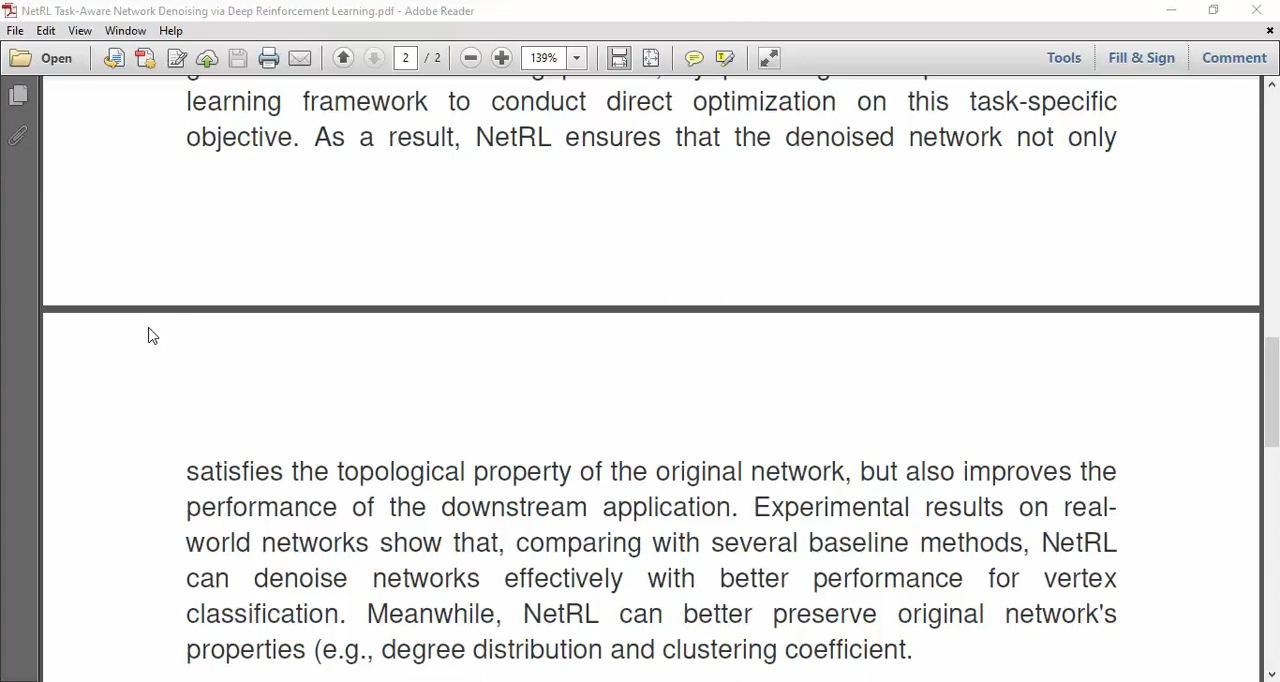 NetRL Task-Aware Network Denoising via Deep Reinforcement Learning.pdf - Adobe Reader
File Edit View Window Help
Open 2 / 2 139% Tools Fill & Sign Comment
learning framework to conduct direct optimization on this task-specific
objective. As a result, NetRL ensures that the denoised network not only
satisfies the topological property of the original network, but also improves the
performance of the downstream application. Experimental results on real-
world networks show that, comparing with several baseline methods, NetRL
can denoise networks effectively with better performance for vertex
classification. Meanwhile, NetRL can better preserve original network's
properties (e.g., degree distribution and clustering coefficient.